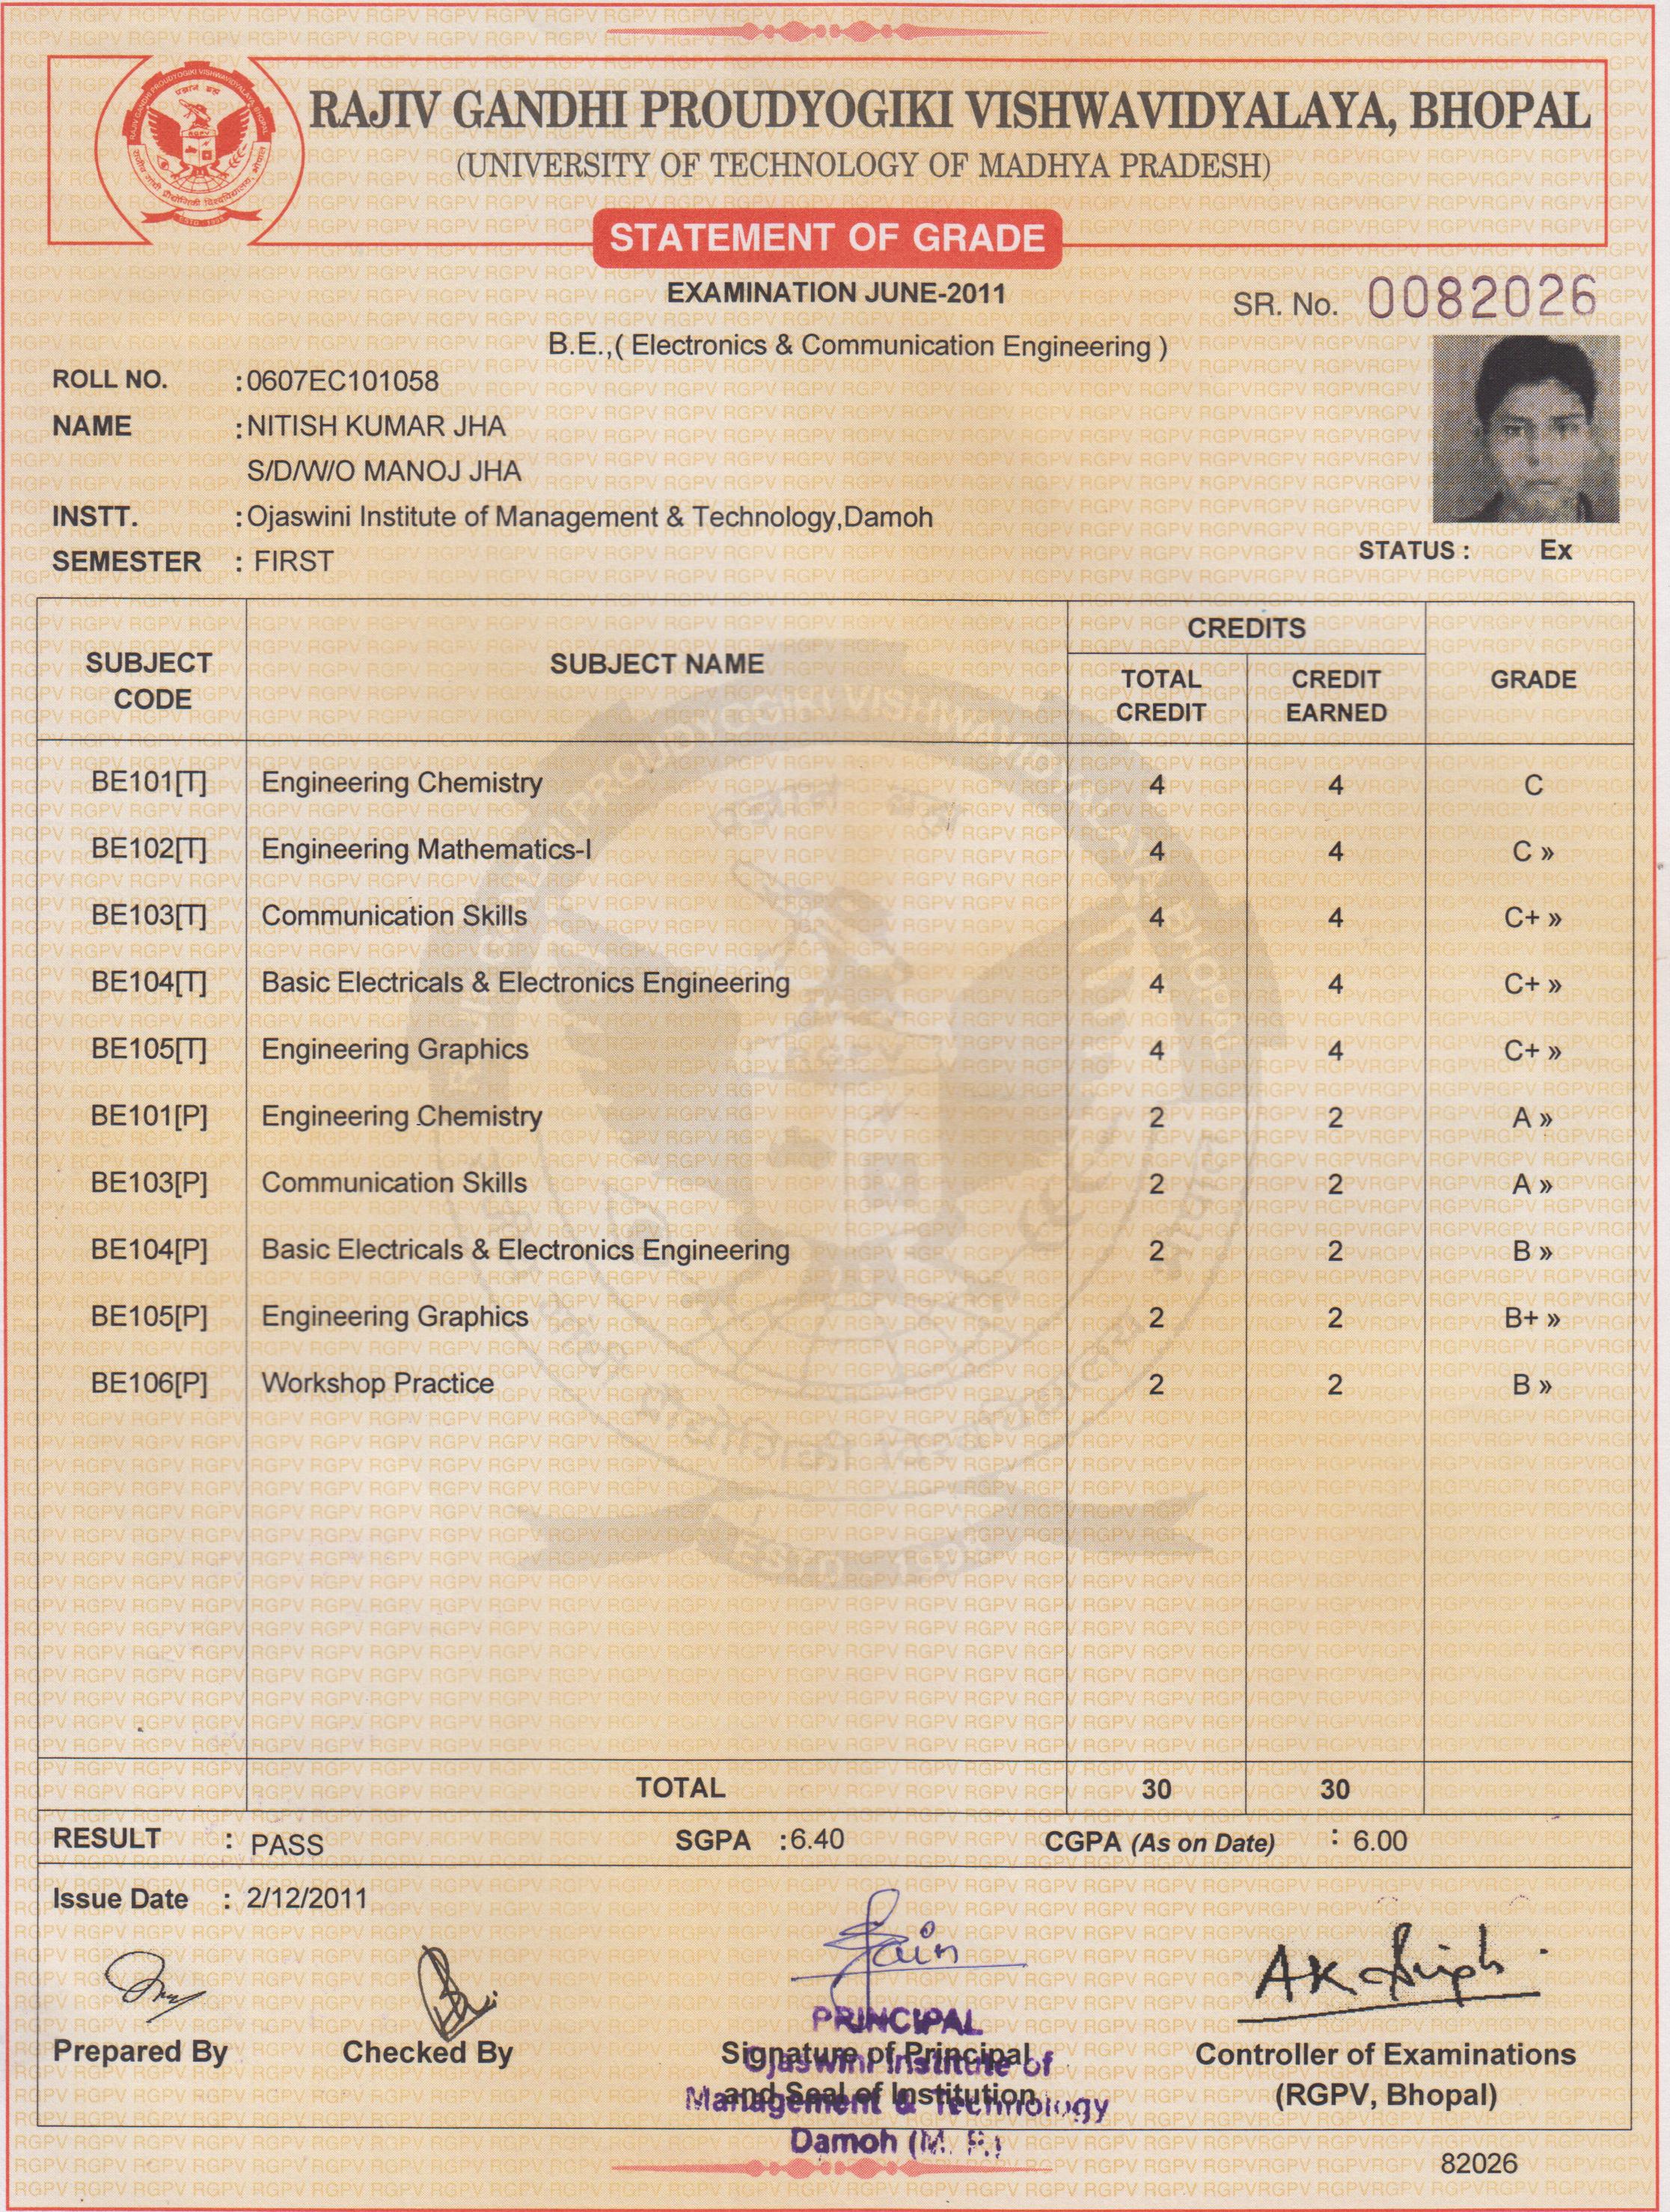 RAJIV GANDHI PROUDYOGIKI VISHWAVIDYALAYA, BHOPAL
(UNIVERSITY OF TECHNOLOGY OF MADHYA PRADESH)
STATEMENT OF GRADE
EXAMINATION JUNE-2011
SR. No. 0082026
B.E.,( Electronics & Communication Engineering )
ROLL NO. :0607EC101058
NAME :NITISH KUMAR JHA
S/D/W/O MANOJ JHA
INSTT. :Ojaswini Institute of Management & Technology,Damoh
STATUS : Ex
SEMESTER : FIRST
SUBJECT CODE SUBJECT NAME CREDITS GRADE
TOTAL CREDIT CREDIT EARNED
BE101[T] Engineering Chemistry 4 4 C
BE102[T] Engineering Mathematics-I 4 4 C »
BE103[T] Communication Skills 4 4 C+ »
BE104[T] Basic Electricals & Electronics Engineering 4 4 C+ »
BE105[T] Engineering Graphics 4 4 C+ »
BE101[P] Engineering Chemistry 2 2 A »
BE103[P] Communication Skills 2 2 A »
BE104[P] Basic Electricals & Electronics Engineering 2 2 B »
BE105[P] Engineering Graphics 2 2 B+ »
BE106[P] Workshop Practice 2 2 B »
TOTAL 30 30
RESULT : PASS SGPA :6.40 CGPA (As on Date) : 6.00
Issue Date : 2/12/2011
Jain
AK Singh
Prepared By
Checked By
PRINCIPAL
Signature of Principal
and Seal of Institution
Ojaswini Institute of
Management & Technology
Damoh (M. P.)
Controller of Examinations
(RGPV, Bhopal)
82026